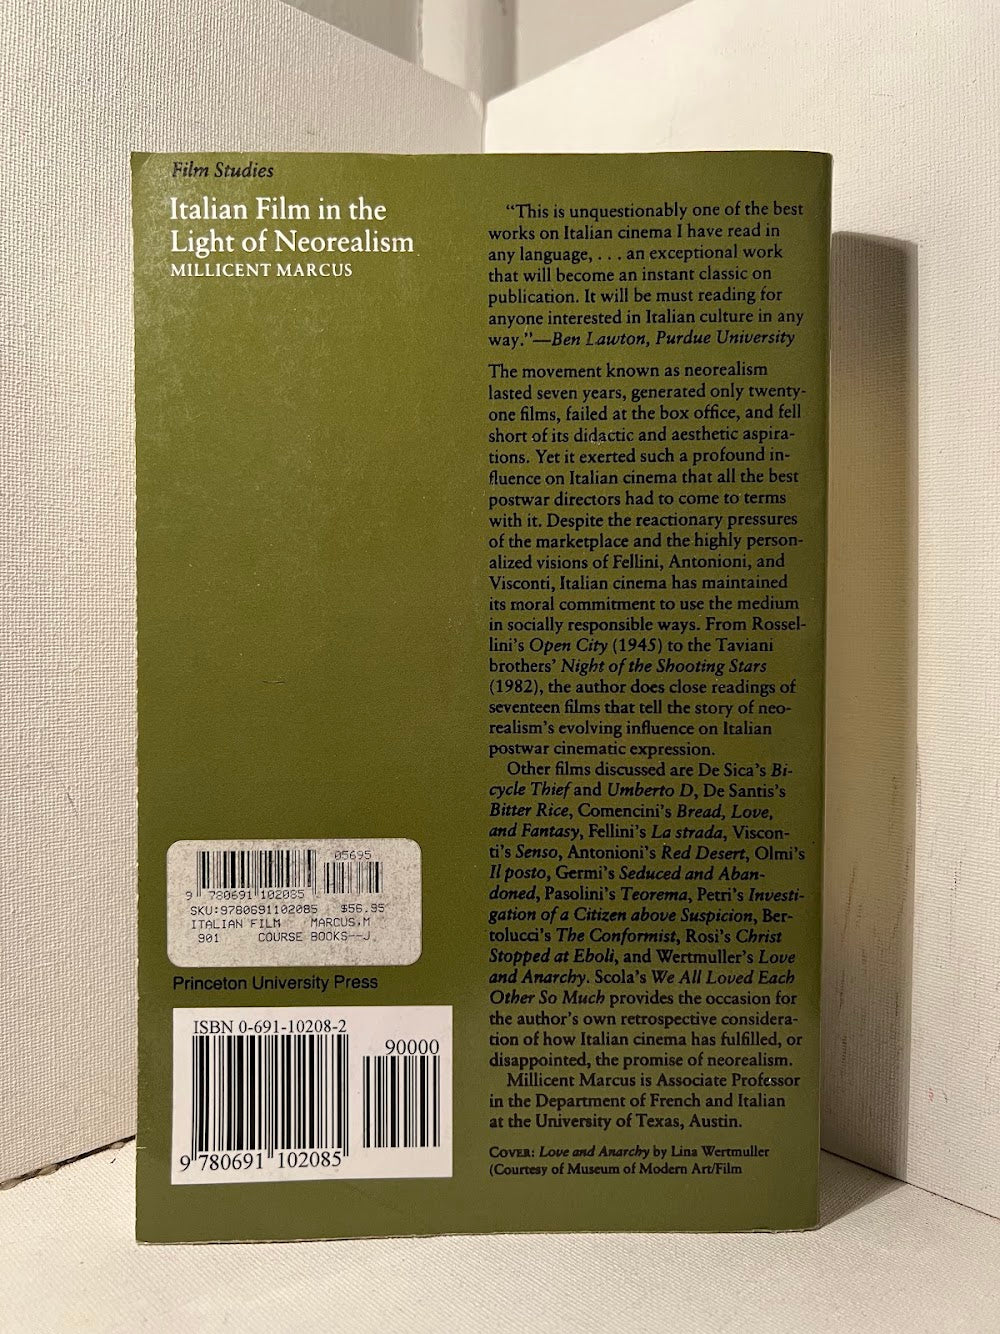 Film Studies
Italian Film in the
Light of Neorealism
MILLICENT MARCUS
“This is unquestionably one of the best
works on Italian cinema I have read in
any language, . . . an exceptional work
that will become an instant classic on
publication. It will be must reading for
anyone interested in Italian culture in any
way.”—Ben Lawton, Purdue University
The movement known as neorealism
lasted seven years, generated only twenty-
one films, failed at the box office, and fell
short of its didactic and aesthetic aspira-
tions. Yet it exerted such a profound in-
fluence on Italian cinema that all the best
postwar directors had to come to terms
with it. Despite the reactionary pressures
of the marketplace and the highly person-
alized visions of Fellini, Antonioni, and
Visconti, Italian cinema has maintained
its moral commitment to use the medium
in socially responsible ways. From Rossel-
lini’s Open City (1945) to the Taviani
brothers’ Night of the Shooting Stars
(1982), the author does close readings of
seventeen films that tell the story of neo-
realism’s evolving influence on Italian
postwar cinematic expression.
Other films discussed are De Sica’s Bi-
cycle Thief and Umberto D, De Santis’s
Bitter Rice, Comencini’s Bread, Love,
and Fantasy, Fellini’s La strada, Viscon-
ti’s Senso, Antonioni’s Red Desert, Olmi’s
Il posto, Germi’s Seduced and Aban-
doned, Pasolini’s Teorema, Petri’s Investi-
gation of a Citizen above Suspicion, Ber-
tolucci’s The Conformist, Rosi’s Christ
Stopped at Eboli, and Wertmuller’s Love
and Anarchy. Scola’s We All Loved Each
Other So Much provides the occasion for
the author’s own retrospective considera-
tion of how Italian cinema has fulfilled, or
disappointed, the promise of neorealism.
Millicent Marcus is Associate Professor
in the Department of French and Italian
at the University of Texas, Austin.
COVER: Love and Anarchy by Lina Wertmuller
(Courtesy of Museum of Modern Art/Film
05695
9 780691 102085
SKU:9780691102085 $56.95
ITALIAN FILM MARCUS,M
901 COURSE BOOKS--J
Princeton University Press
ISBN 0-691-10208-2
90000
9 780691 102085